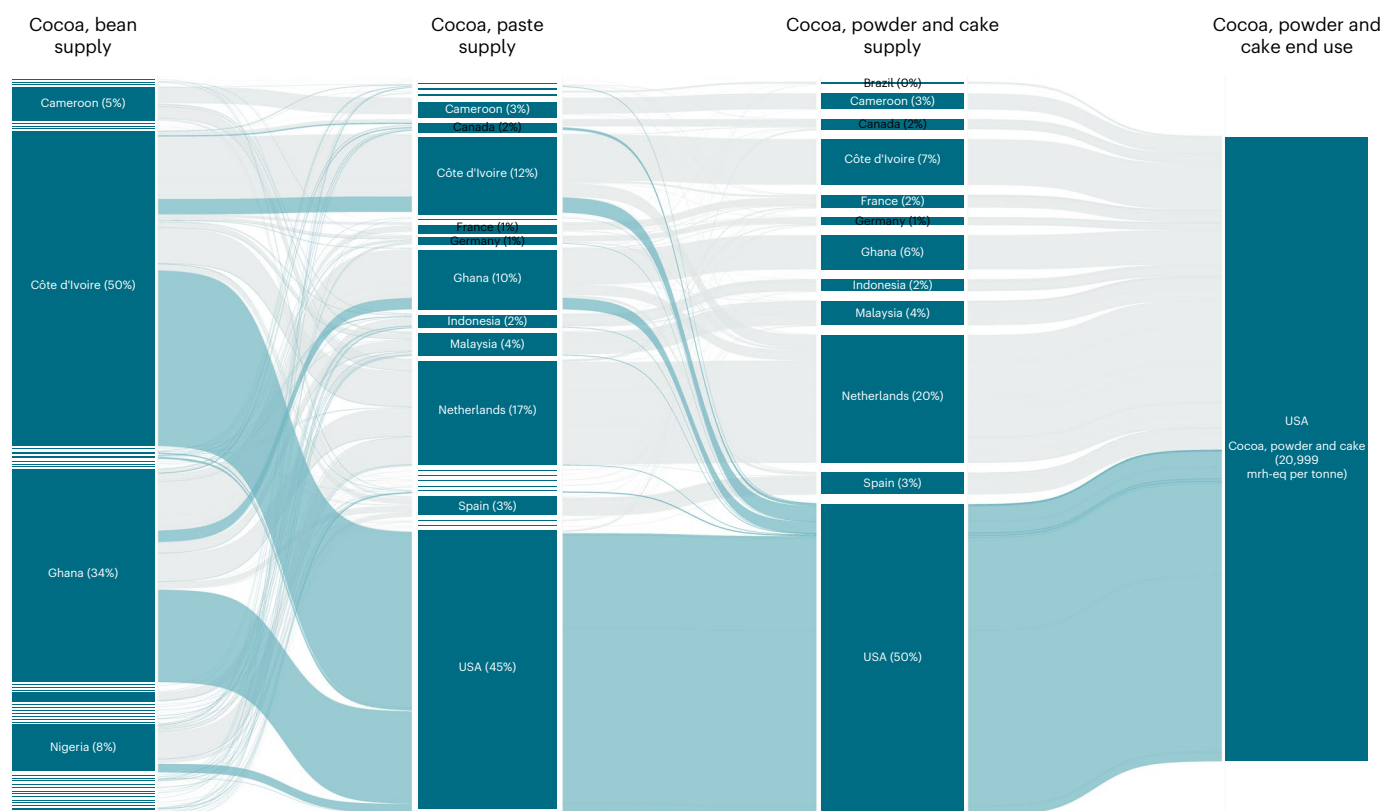 Cocoa, bean
supply
Cocoa, paste
supply
Cocoa, powder and cake
supply
Cocoa, powder and
cake end use
Cameroon (5%)
Côte d'Ivoire (50%)
Ghana (34%)
Nigeria (8%)
Cameroon (3%)
Canada (2%)
Côte d'Ivoire (12%)
France (1%)
Germany (1%)
Ghana (10%)
Indonesia (2%)
Malaysia (4%)
Netherlands (17%)
Spain (3%)
USA (45%)
Brazil (0%)
Cameroon (3%)
Canada (2%)
Côte d'Ivoire (7%)
France (2%)
Germany (1%)
Ghana (6%)
Indonesia (2%)
Malaysia (4%)
Netherlands (20%)
Spain (3%)
USA (50%)
USA
Cocoa, powder and cake
(20,999
mrh-eq per tonne)